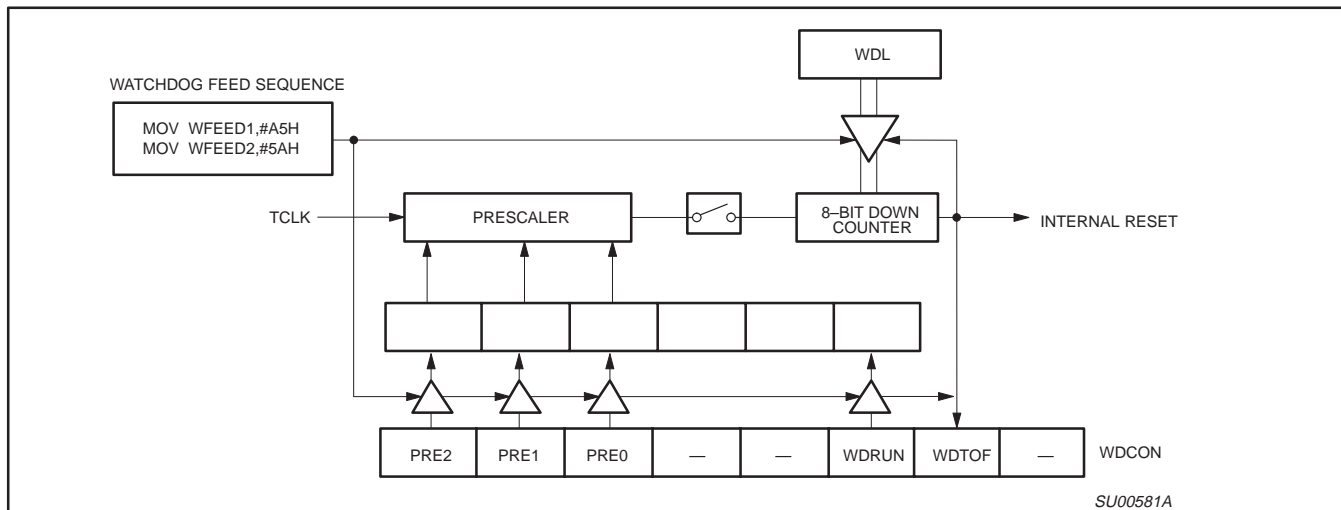 WDL
WATCHDOG FEED SEQUENCE
MOV WFEED1,#A5H
MOV WFEED2,#5AH
TCLK
PRESCALER
8–BIT DOWN
COUNTER
INTERNAL RESET
PRE2 PRE1 PRE0 — — WDRUN WDTOF — WDCON
SU00581A